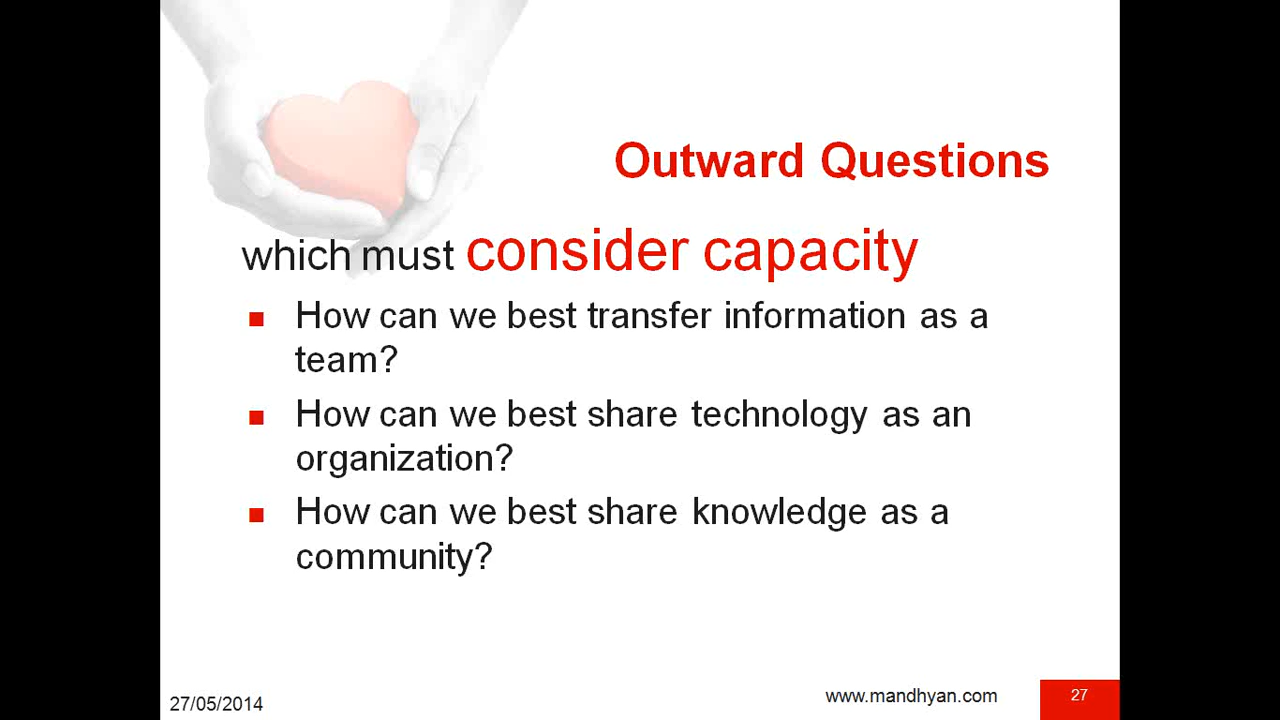 Outward Questions
which must consider capacity
How can we best transfer information as a
team?
How can we best share technology as an
organization?
How can we best share knowledge as a
community?
27/05/2014
www.mandhyan.com
27